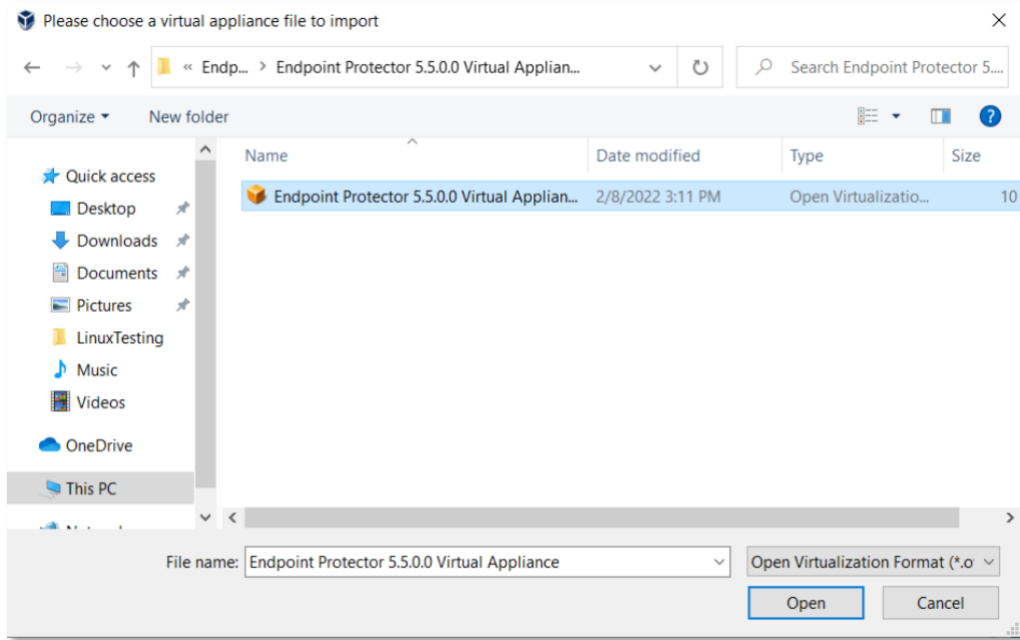 Please choose a virtual appliance file to import
« Endp... > Endpoint Protector 5.5.0.0 Virtual Applian...
Search Endpoint Protector 5....
Organize
New folder
Name
Date modified
Type
Size
Quick access
Desktop
Downloads
Documents
Pictures
LinuxTesting
Music
Videos
OneDrive
This PC
Endpoint Protector 5.5.0.0 Virtual Applian... 2/8/2022 3:11 PM Open Virtualizatio... 10
File name: Endpoint Protector 5.5.0.0 Virtual Appliance
Open Virtualization Format (*.o
Open
Cancel